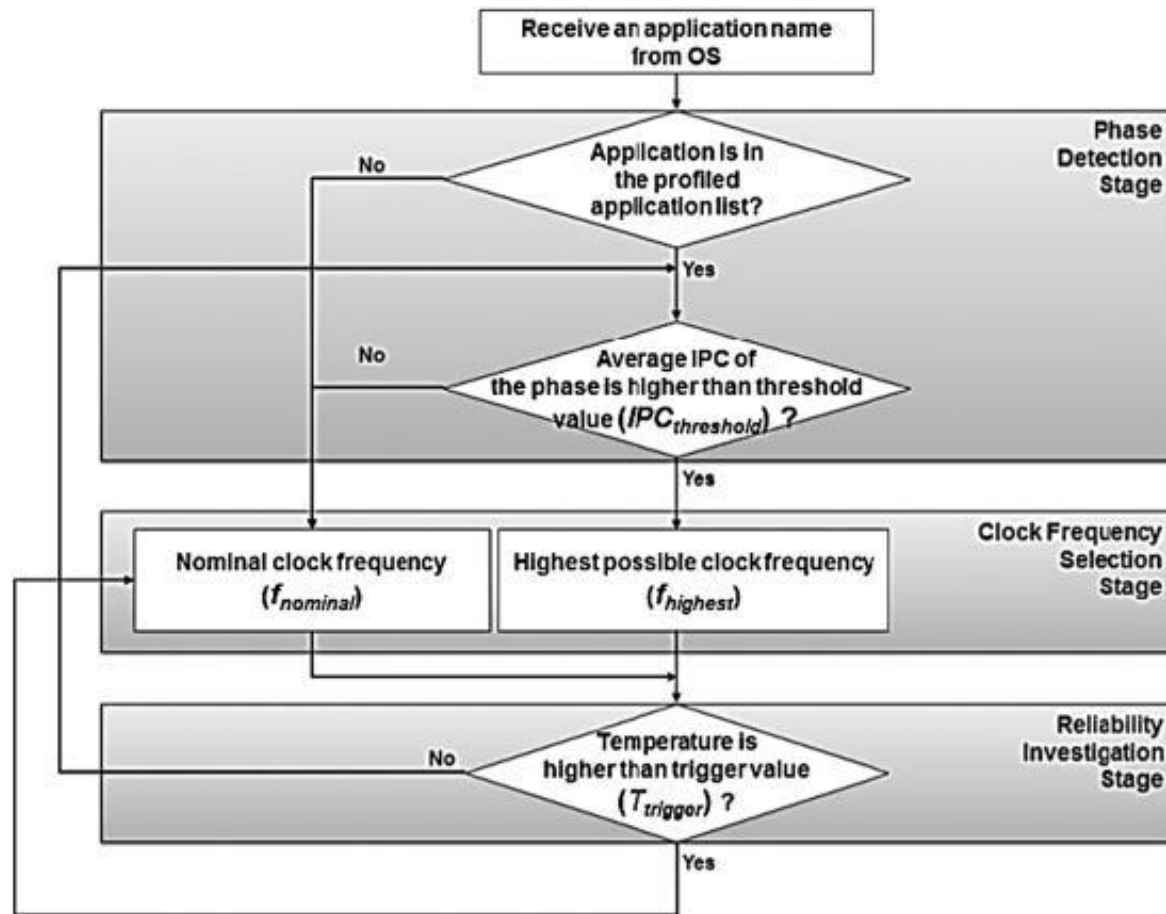 Receive an application name
from OS
Phase
Detection
Stage
Application is in
the profiled
application list?
No
Yes
Average IPC of
the phase is higher than threshold
value (IPCthreshold) ?
No
Yes
Clock Frequency
Selection
Stage
Nominal clock frequency
(fnominal)
Highest possible clock frequency
(fhighest)
Reliability
Investigation
Stage
Temperature is
higher than trigger value
(Ttrigger) ?
No
Yes